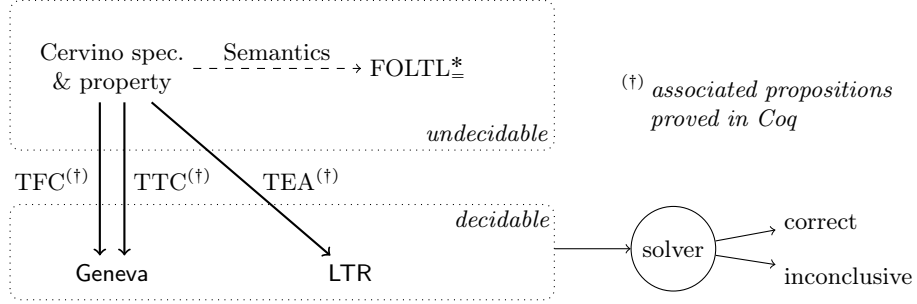 Cervino spec.
& property
Semantics
FOLTL*=
undecidable
(†) associated propositions
proved in Coq
TFC(†)
TTC(†)
TEA(†)
decidable
Geneva
LTR
solver
correct
inconclusive